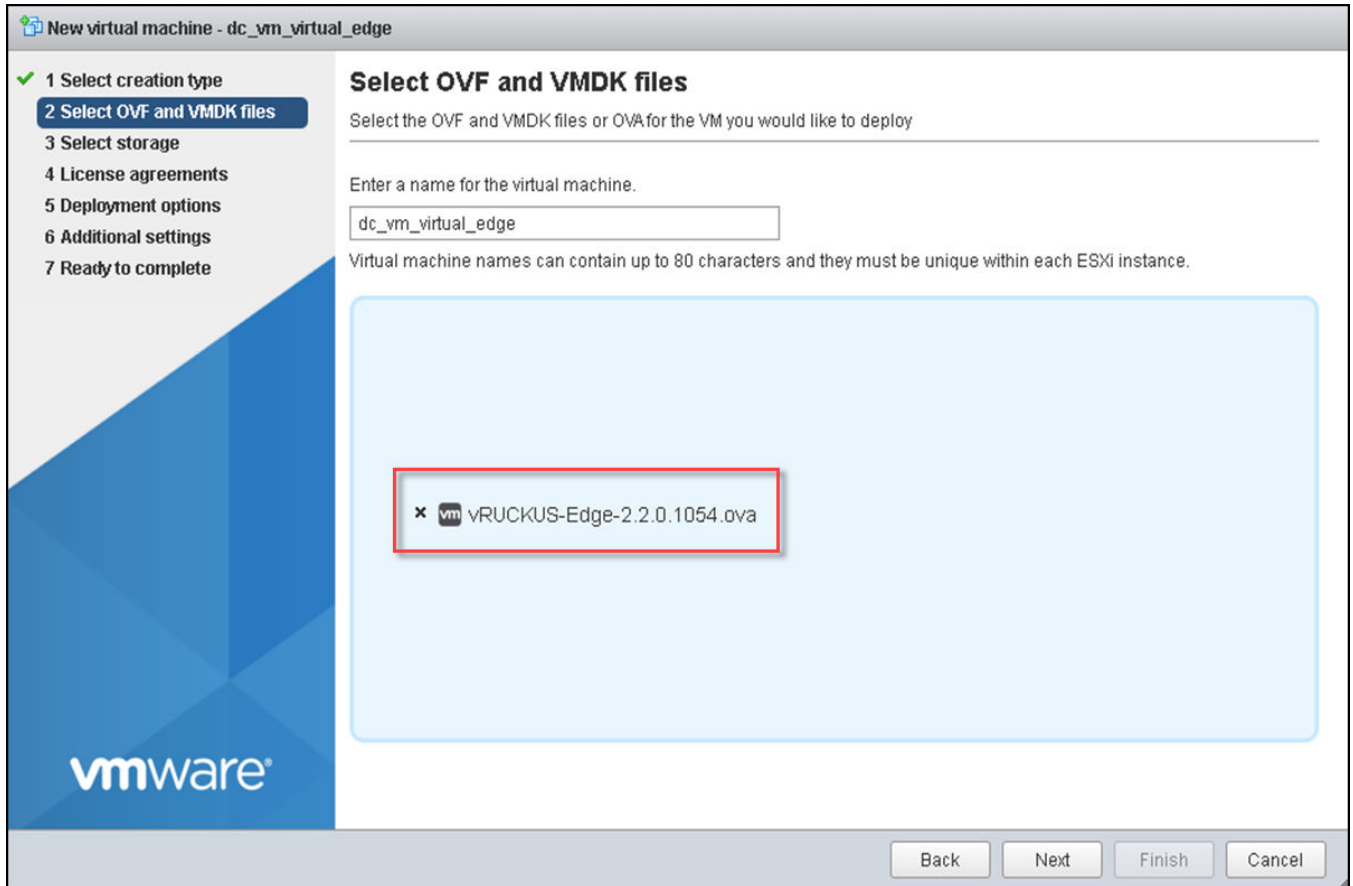 New virtual machine - dc_vm_virtual_edge
1 Select creation type
2 Select OVF and VMDK files
3 Select storage
4 License agreements
5 Deployment options
6 Additional settings
7 Ready to complete
vmware®
Select OVF and VMDK files
Select the OVF and VMDK files or OVA for the VM you would like to deploy
Enter a name for the virtual machine.
dc_vm_virtual_edge
Virtual machine names can contain up to 80 characters and they must be unique within each ESXi instance.
× vm vRUCKUS-Edge-2.2.0.1054.ova
Back Next Finish Cancel